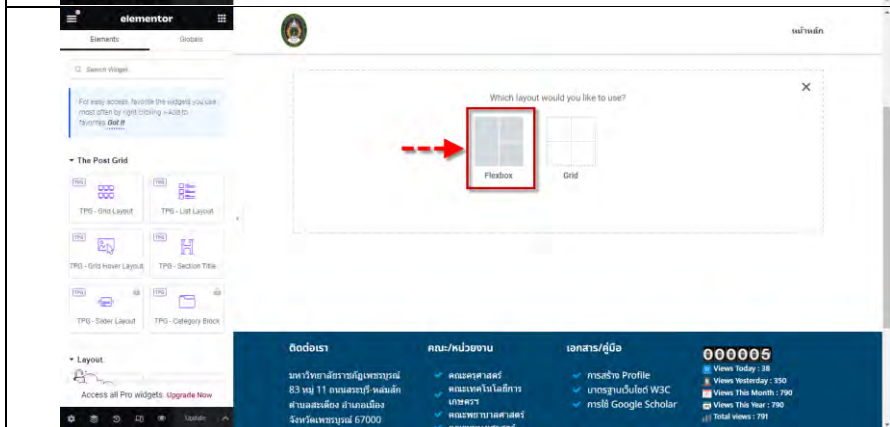 elementor
Elements Globals
Search Widget...
For easy access, favorite the widgets you use
most often by right clicking > Add to
favorites. Got It
The Post Grid
TPG - Grid Layout TPG - List Layout
TPG - Grid Hover Layout TPG - Section Title
TPG - Slider Layout TPG - Category Block
Layout
Access all Pro widgets. Upgrade Now
Update
หน้าหลัก
Which layout would you like to use?
Flexbox Grid
ติดต่อเรา
มหาวิทยาลัยราชภัฏเพชรบูรณ์
83 หมู่ 11 ถนนสระบุรี-หล่มสัก
ตำบลสะเดียง อำเภอเมือง
จังหวัดเพชรบูรณ์ 67000
คณะ/หน่วยงาน
คณะครุศาสตร์
คณะเทคโนโลยีการ
เกษตรฯ
คณะพยาบาลศาสตร์
เอกสาร/คู่มือ
การสร้าง Profile
มาตรฐานเว็บไซต์ W3C
การใช้ Google Scholar
000005
Views Today : 38
Views Yesterday : 350
Views This Month : 790
Views This Year : 790
Total views : 791